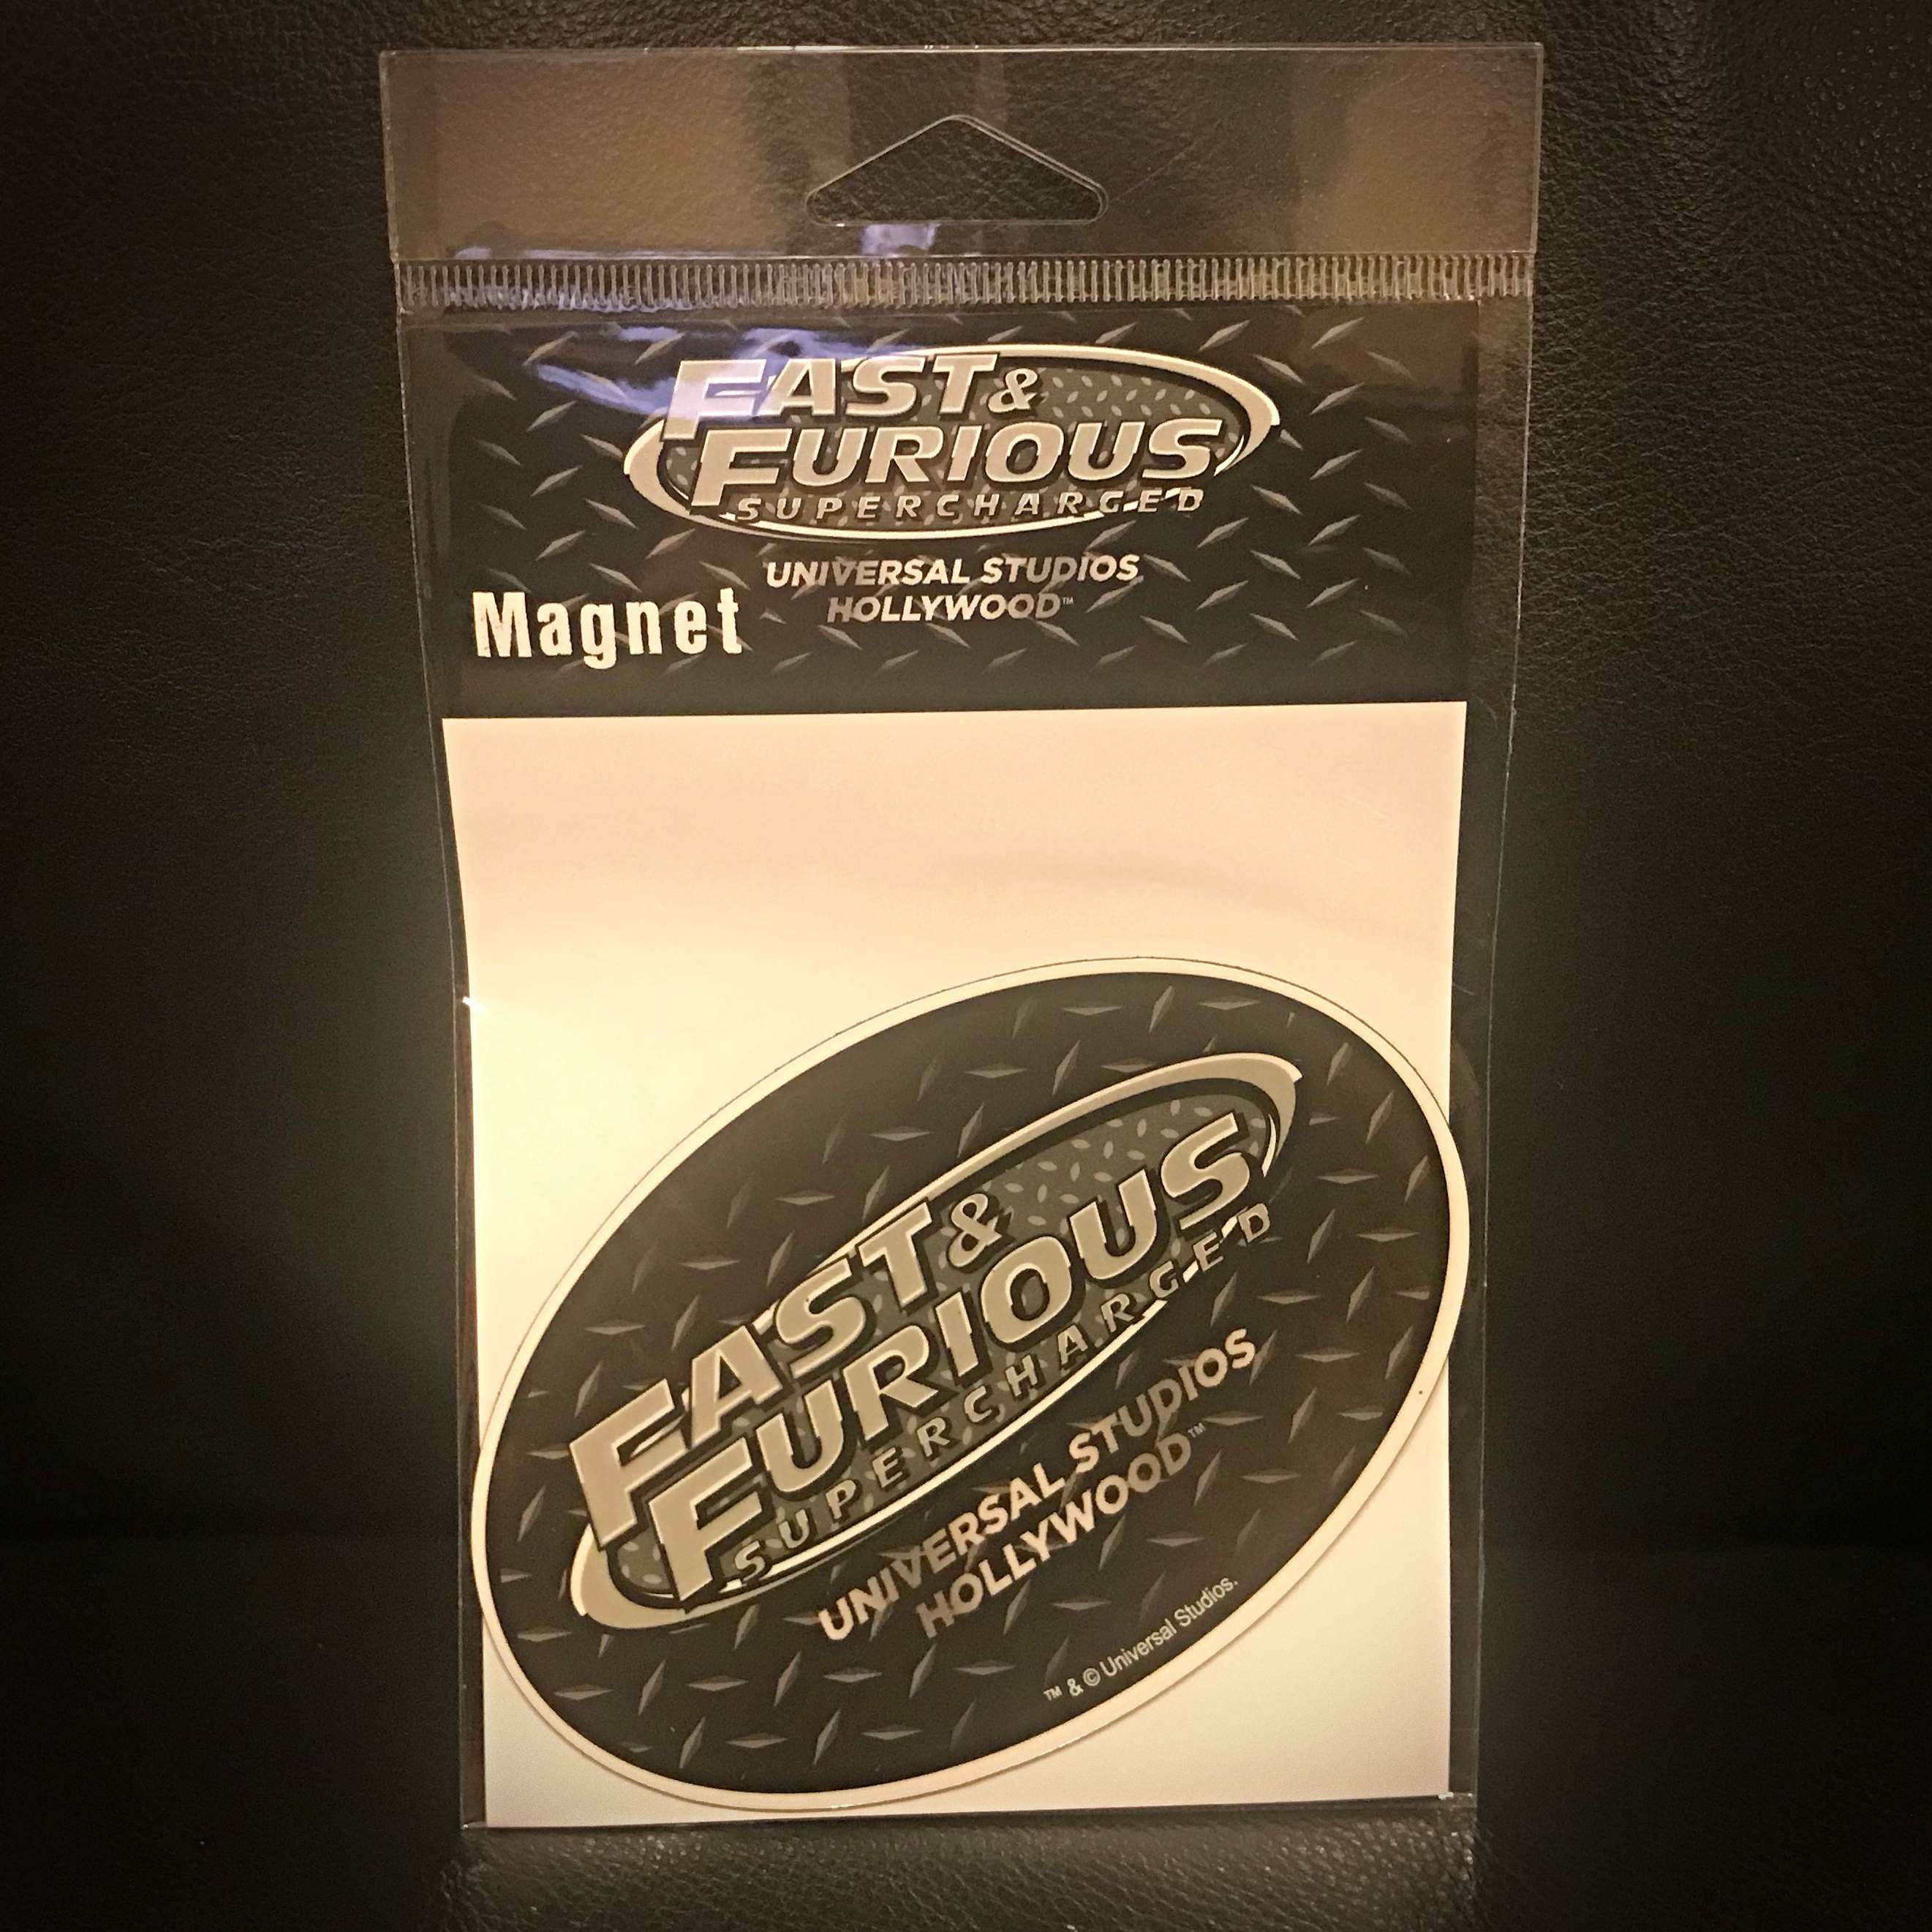 FAST &
FURIOUS
SUPERCHARGED
UNIVERSAL STUDIOS
HOLLYWOOD™
Magnet
FAST &
FURIOUS
SUPERCHARGED
UNIVERSAL STUDIOS
HOLLYWOOD™
™ & © Universal Studios.